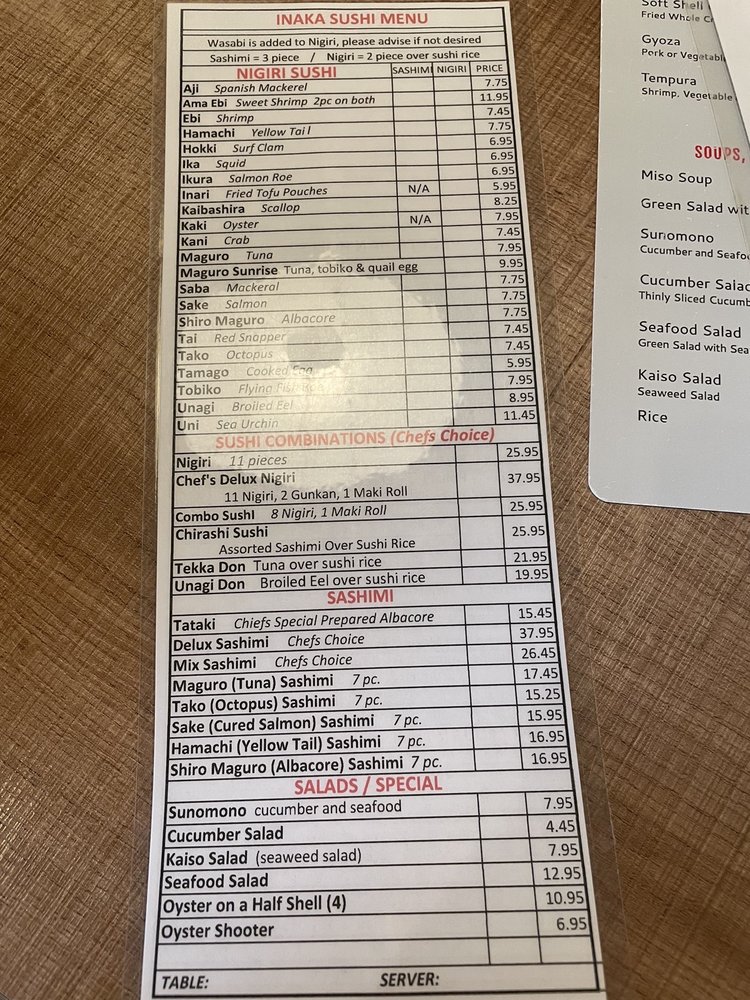 INAKA SUSHI MENU
Wasabi is added to Nigiri, please advise if not desired
Sashimi = 3 piece / Nigiri = 2 piece over sushi rice
NIGIRI SUSHI SASHIMI NIGIRI PRICE
Aji Spanish Mackerel 7.75
Ama Ebi Sweet Shrimp 2pc on both 11.95
Ebi Shrimp 7.45
Hamachi Yellow Tail 7.75
Hokki Surf Clam 6.95
Ika Squid 6.95
Ikura Salmon Roe 6.95
Inari Fried Tofu Pouches N/A 5.95
Kaibashira Scallop 8.25
Kaki Oyster N/A 7.95
Kani Crab 7.45
Maguro Tuna 7.95
Maguro Sunrise Tuna, tobiko & quail egg 9.95
Saba Mackeral 7.75
Sake Salmon 7.75
Shiro Maguro Albacore 7.75
Tai Red Snapper 7.45
Tako Octopus 7.45
Tamago Cooked Egg 5.95
Tobiko Flying Fish Roe 7.95
Unagi Broiled Eel 8.95
Uni Sea Urchin 11.45
SUSHI COMBINATIONS (Chefs Choice)
Nigiri 11 pieces 25.95
Chef's Delux Nigiri 37.95
11 Nigiri, 2 Gunkan, 1 Maki Roll
Combo Sushi 8 Nigiri, 1 Maki Roll 25.95
Chirashi Sushi 25.95
Assorted Sashimi Over Sushi Rice
Tekka Don Tuna over sushi rice 21.95
Unagi Don Broiled Eel over sushi rice 19.95
SASHIMI
Tataki Chiefs Special Prepared Albacore 15.45
Delux Sashimi Chefs Choice 37.95
Mix Sashimi Chefs Choice 26.45
Maguro (Tuna) Sashimi 7 pc. 17.45
Tako (Octopus) Sashimi 7 pc. 15.25
Sake (Cured Salmon) Sashimi 7 pc. 15.95
Hamachi (Yellow Tail) Sashimi 7 pc. 16.95
Shiro Maguro (Albacore) Sashimi 7 pc. 16.95
SALADS / SPECIAL
Sunomono cucumber and seafood 7.95
Cucumber Salad 4.45
Kaiso Salad (seaweed salad) 7.95
Seafood Salad 12.95
Oyster on a Half Shell (4) 10.95
Oyster Shooter 6.95
TABLE: SERVER:
Soft Shell
Fried Whole
Gyoza
Pork or Vegetabl
Tempura
Shrimp, Vegetable
SOUPS,
Miso Soup
Green Salad wit
Sunomono
Cucumber and Seafoo
Cucumber Salad
Thinly Sliced Cucumb
Seafood Salad
Green Salad with Sea
Kaiso Salad
Seaweed Salad
Rice